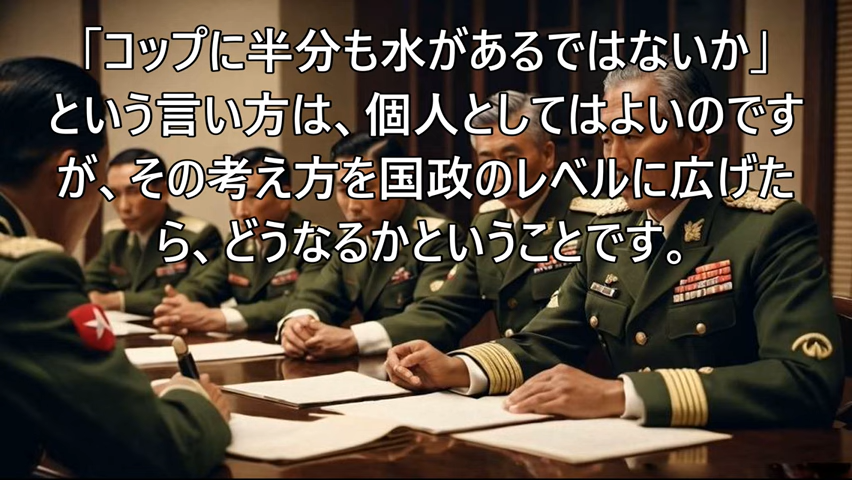 「コップに半分も水があるではないか」
という言い方は、個人としてはよいのです
が、その考え方を国政のレベルに広げた
ら、どうなるかということです。